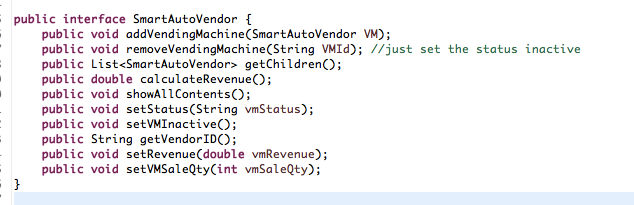 public interface SmartAutoVendor {
public void addVendingMachine(SmartAutoVendor VM);
public void removeVendingMachine(String VMId); //just set the status inactive
public List<SmartAutoVendor> getChildren();
public double calculateRevenue();
public void showAllContents();
public void setStatus(String vmStatus);
public void setVMInactive();
public String getVendorID();
public void setRevenue(double vmRevenue);
public void setVMSaleQty(int vmSaleQty);
}